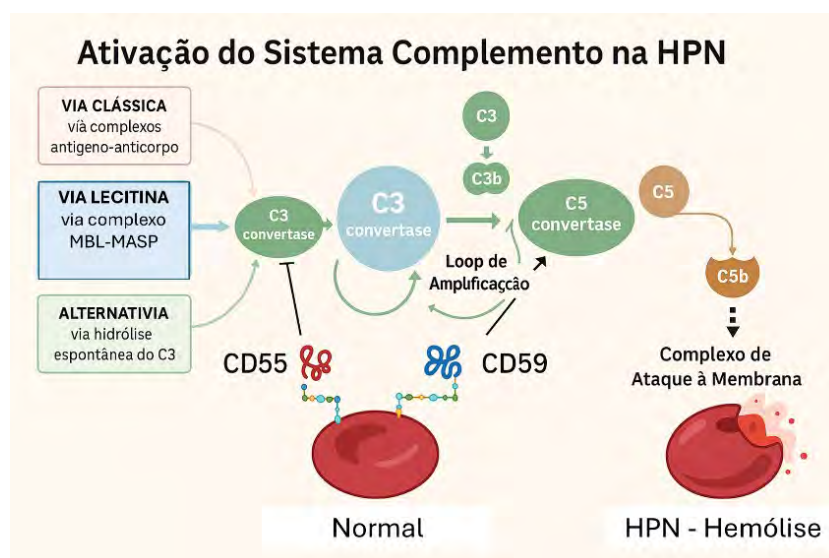 Ativação do Sistema Complemento na HPN
VIA CLÁSSICA
vía complexos
antigeno-anticorpo
VIA LECITINA
via complexo
MBL-MASP
ALTERNATIVIA
via hidrólise
espontânea do C3
C3
convertase
C3
convertase
C3
C3b
C5
convertase
C5
C5b
Loop de
Amplificaçcão
CD55
CD59
Complexo de
Ataque à Membrana
Normal
HPN - Hemólise